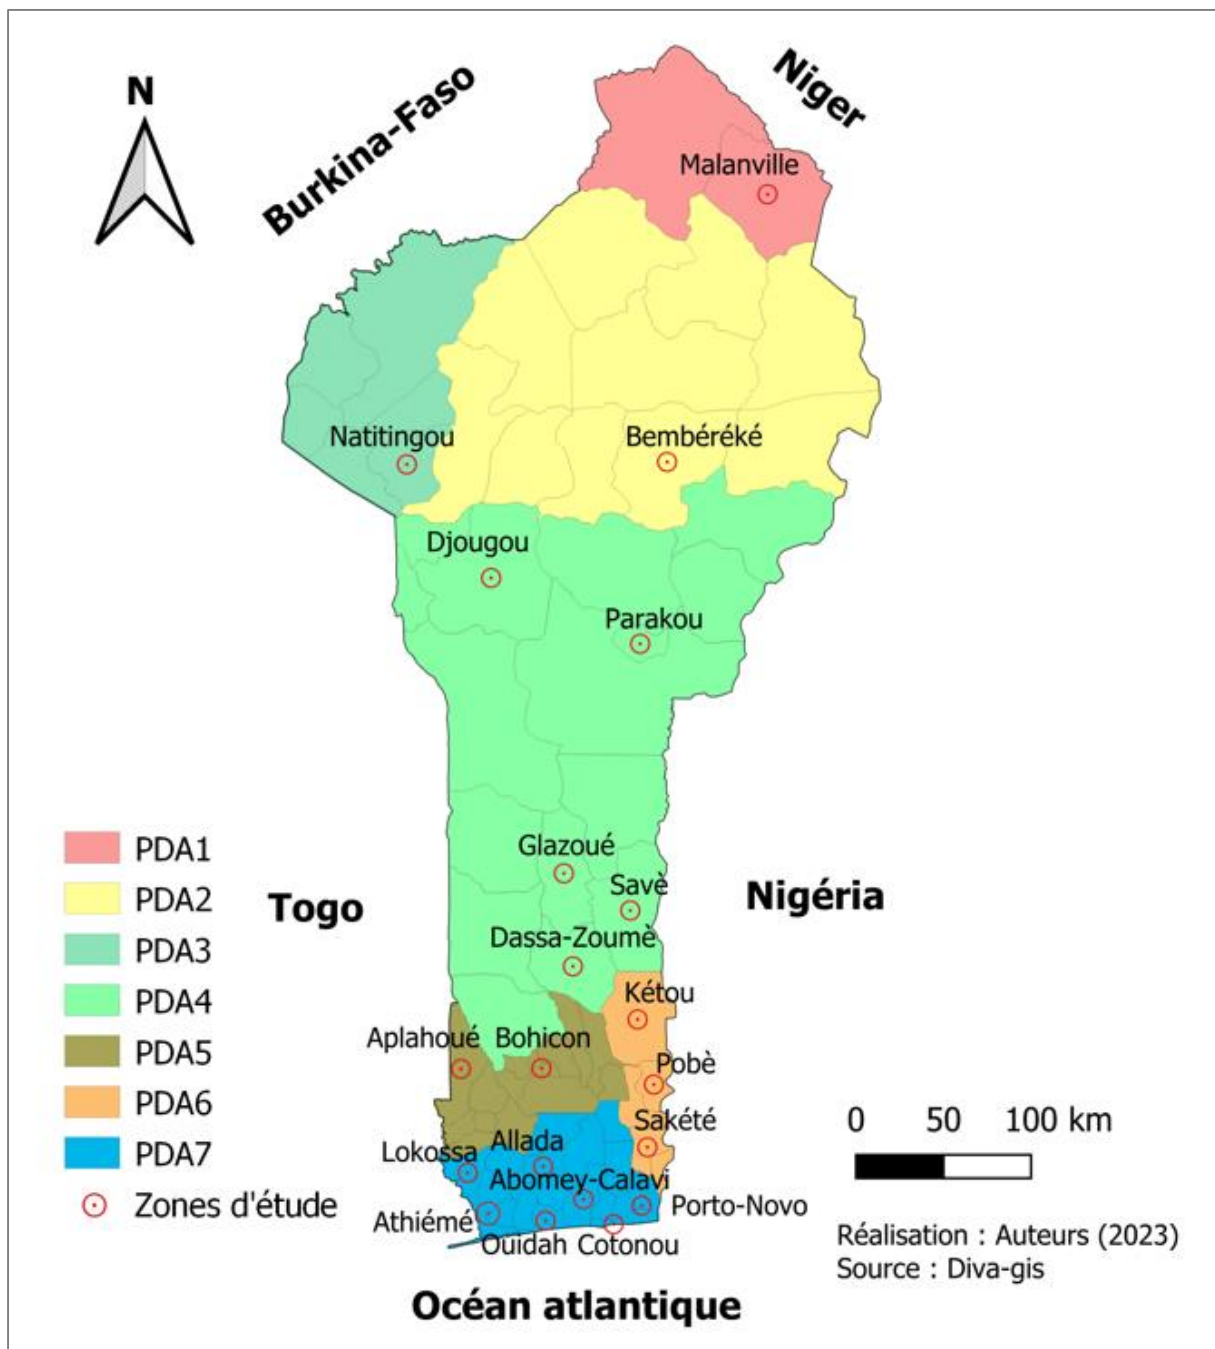 N
Burkina-Faso
Niger
Malanville
Natitingou
Bembéréké
Djougou
Parakou
Glazoué
Savè
Dassa-Zoumè
Togo
Nigéria
Kétou
Aplahoué
Bohicon
Pobè
Sakété
Lokossa
Allada
Abomey-Calavi
Athiémé
Porto-Novo
Ouidah
Cotonou
Océan atlantique
PDA1
PDA2
PDA3
PDA4
PDA5
PDA6
PDA7
Zones d'étude
0 50 100 km
Réalisation : Auteurs (2023)
Source : Diva-gis